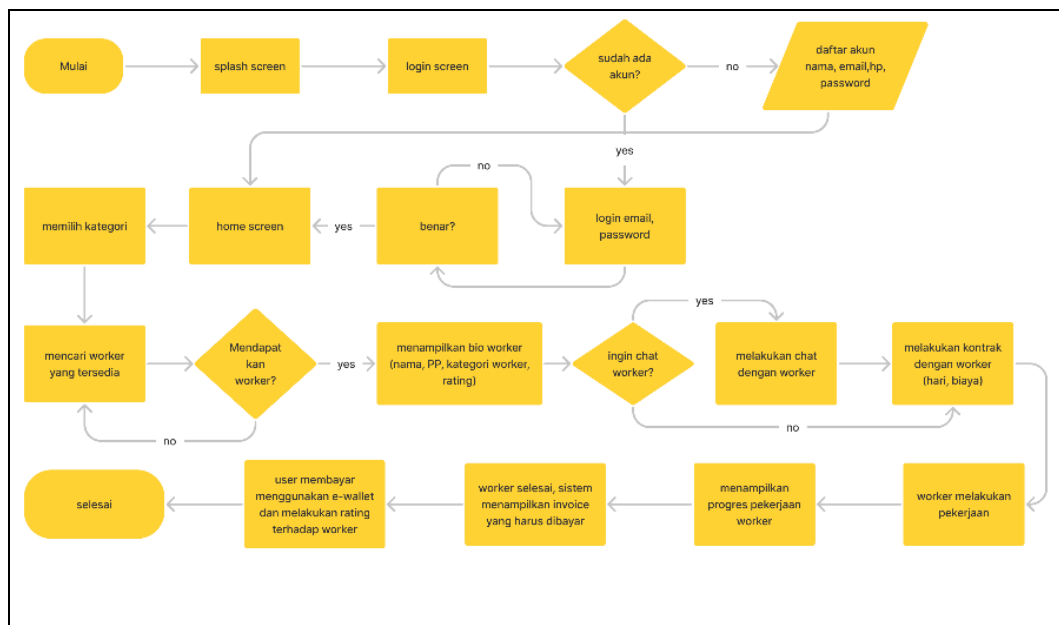 Mulai
splash screen
login screen
sudah ada
akun?
no
daftar akun
nama, email,hp,
password
yes
no
memilih kategori
home screen
yes
benar?
login email,
password
yes
mencari worker
yang tersedia
Mendapat
kan
worker?
yes
menampilkan bio worker
(nama, PP, kategori worker,
rating)
ingin chat
worker?
melakukan chat
dengan worker
melakukan kontrak
dengan worker
(hari, biaya)
no
no
selesai
user membayar
menggunakan e-wallet
dan melakukan rating
terhadap worker
worker selesai, sistem
menampilkan invoice
yang harus dibayar
menampilkan
progres pekerjaan
worker
worker melakukan
pekerjaan